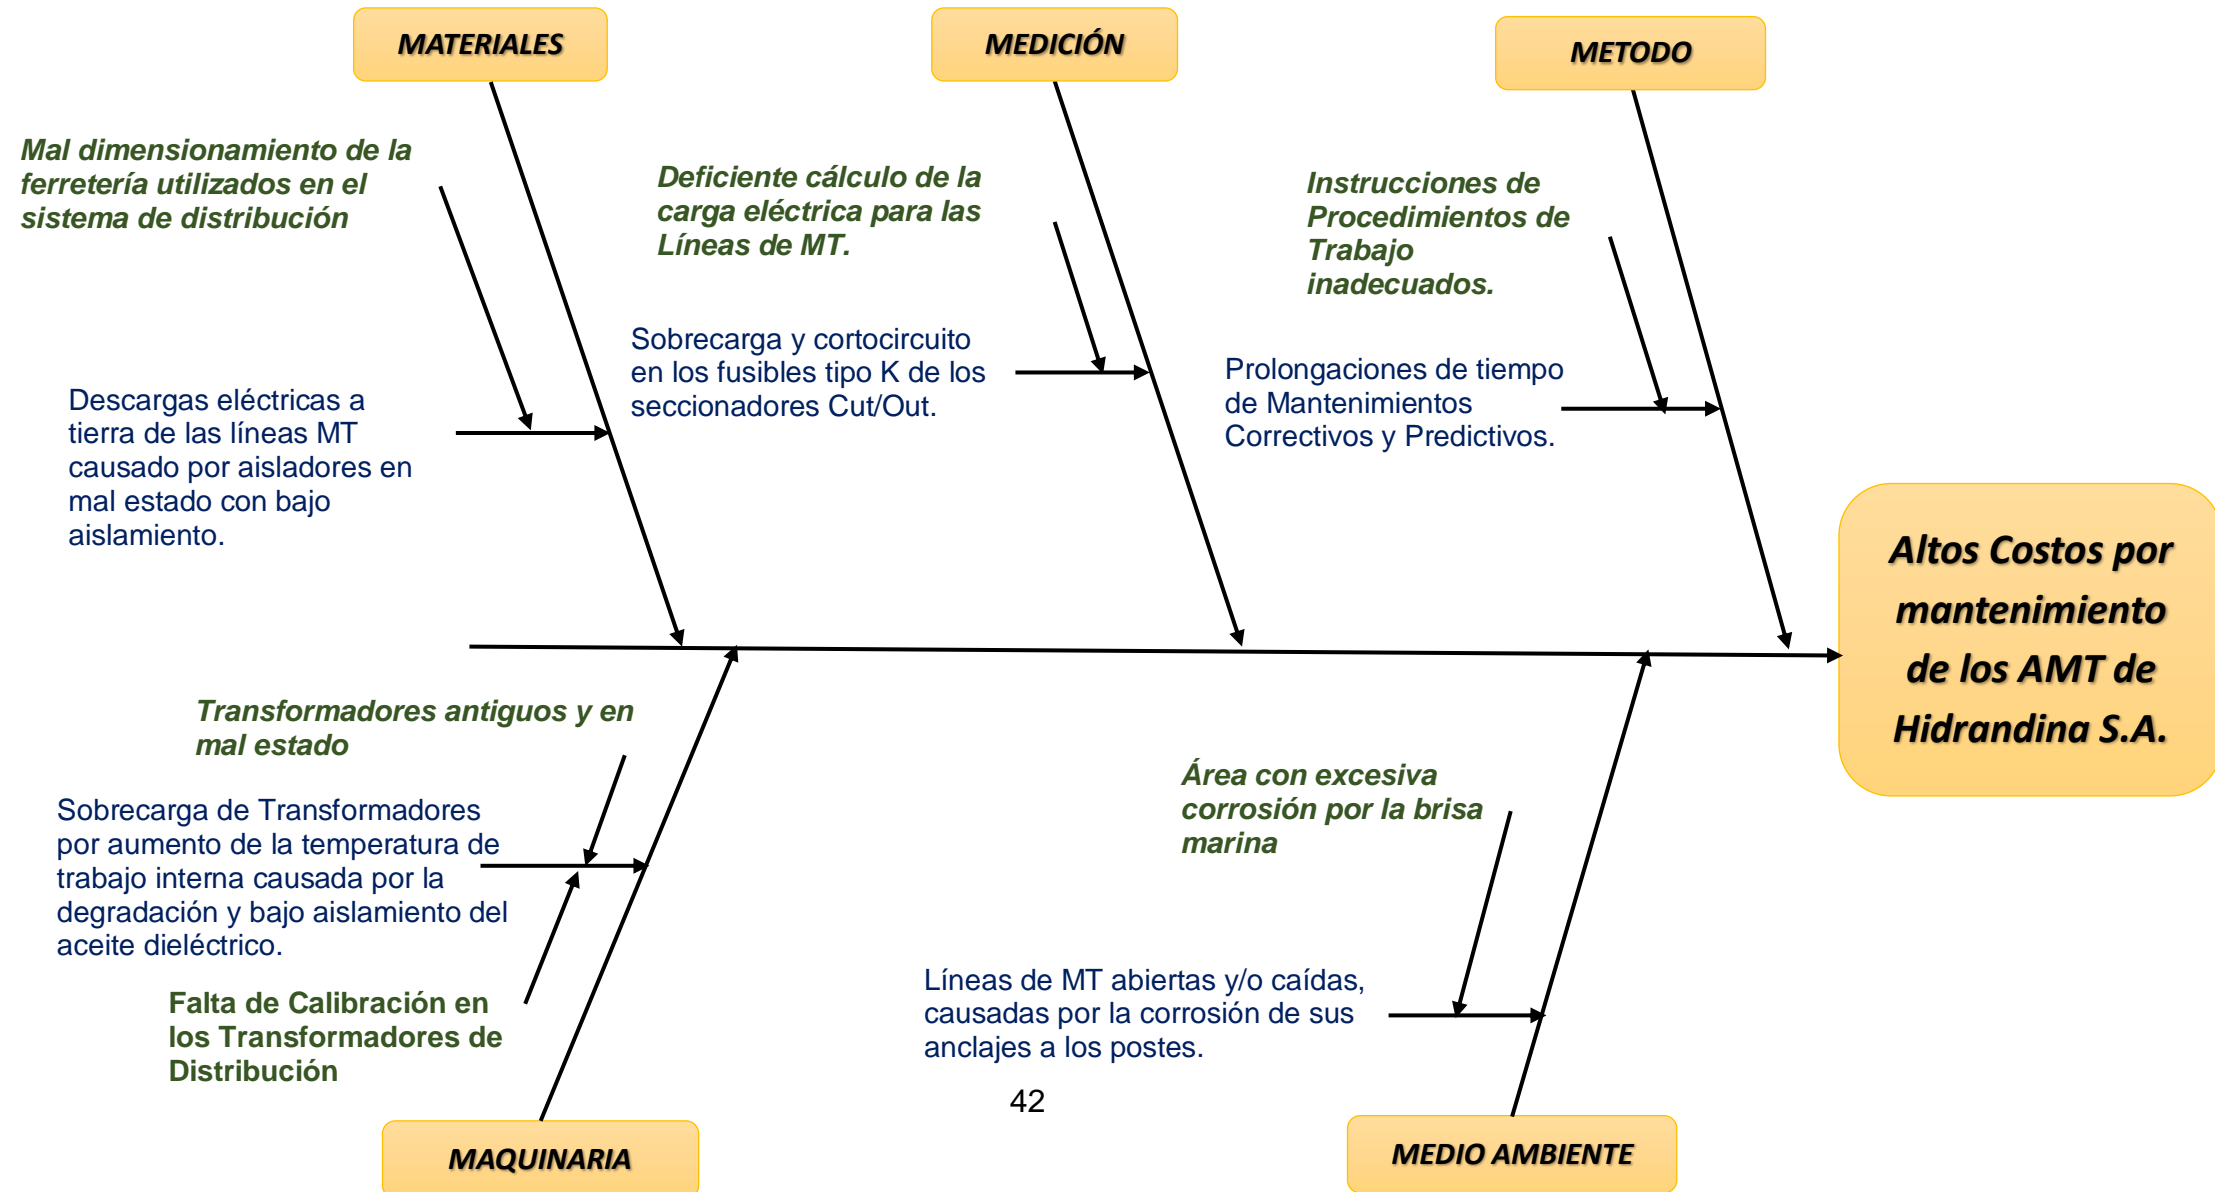 MATERIALES
MEDICIÓN
METODO
Mal dimensionamiento de la
ferretería utilizados en el
sistema de distribución
Deficiente cálculo de la
carga eléctrica para las
Líneas de MT.
Instrucciones de
Procedimientos de
Trabajo
inadecuados.
Descargas eléctricas a
tierra de las líneas MT
causado por aisladores en
mal estado con bajo
aislamiento.
Sobrecarga y cortocircuito
en los fusibles tipo K de los
seccionadores Cut/Out.
Prolongaciones de tiempo
de Mantenimientos
Correctivos y Predictivos.
Altos Costos por
mantenimiento
de los AMT de
Hidrandina S.A.
Transformadores antiguos y en
mal estado
Sobrecarga de Transformadores
por aumento de la temperatura de
trabajo interna causada por la
degradación y bajo aislamiento del
aceite dieléctrico.
Falta de Calibración en
los Transformadores de
Distribución
Área con excesiva
corrosión por la brisa
marina
Líneas de MT abiertas y/o caídas,
causadas por la corrosión de sus
anclajes a los postes.
42
MAQUINARIA
MEDIO AMBIENTE